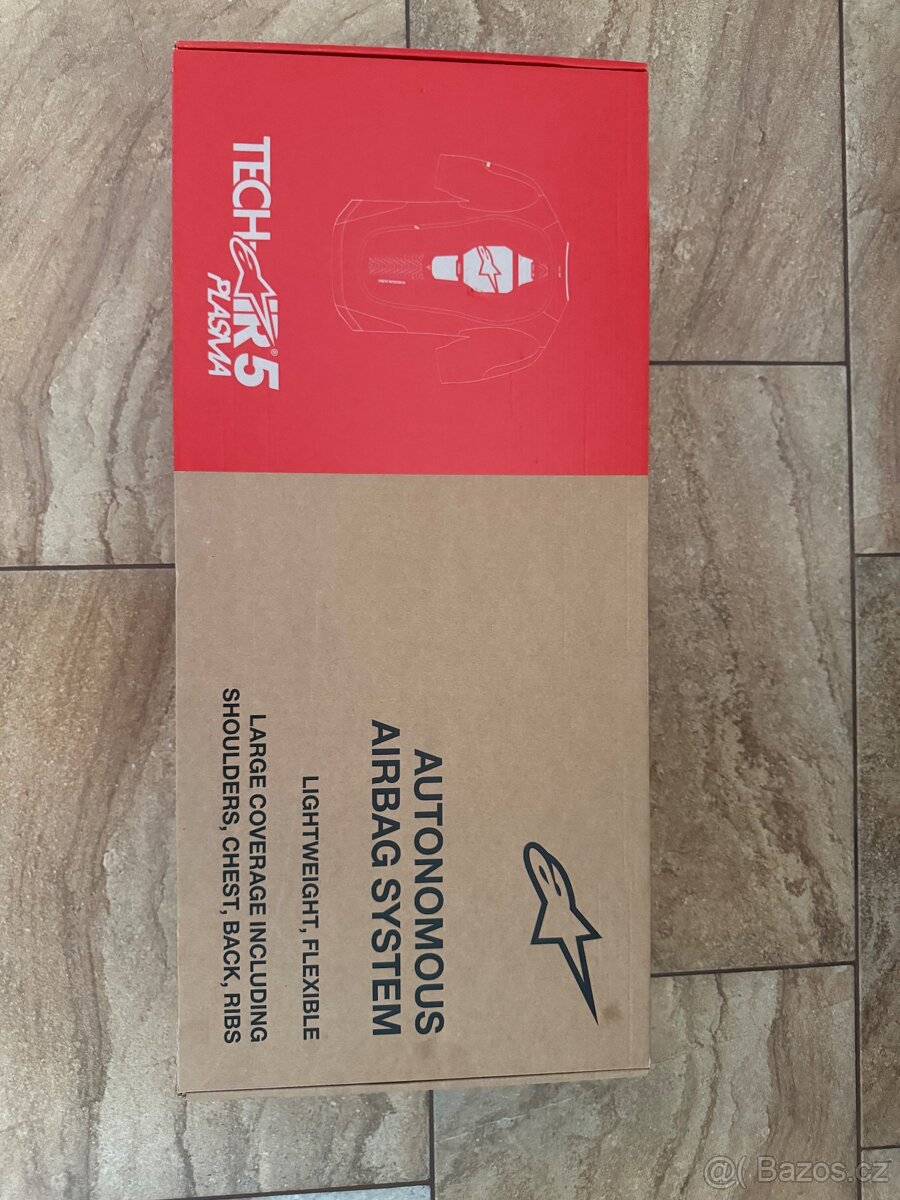 TECH-AIR® 5
PLASMA
AUTONOMOUS
AIRBAG SYSTEM
LIGHTWEIGHT, FLEXIBLE
LARGE COVERAGE INCLUDING
SHOULDERS, CHEST, BACK, RIBS
@( Bazos.cz